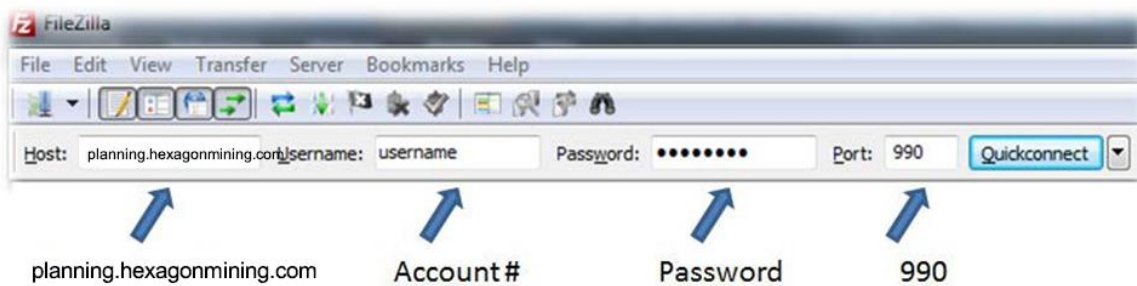 FileZilla
File Edit View Transfer Server Bookmarks Help
Host: planning.hexagonmining.com Username: username Password: •••••••• Port: 990 Quickconnect
planning.hexagonmining.com Account # Password 990